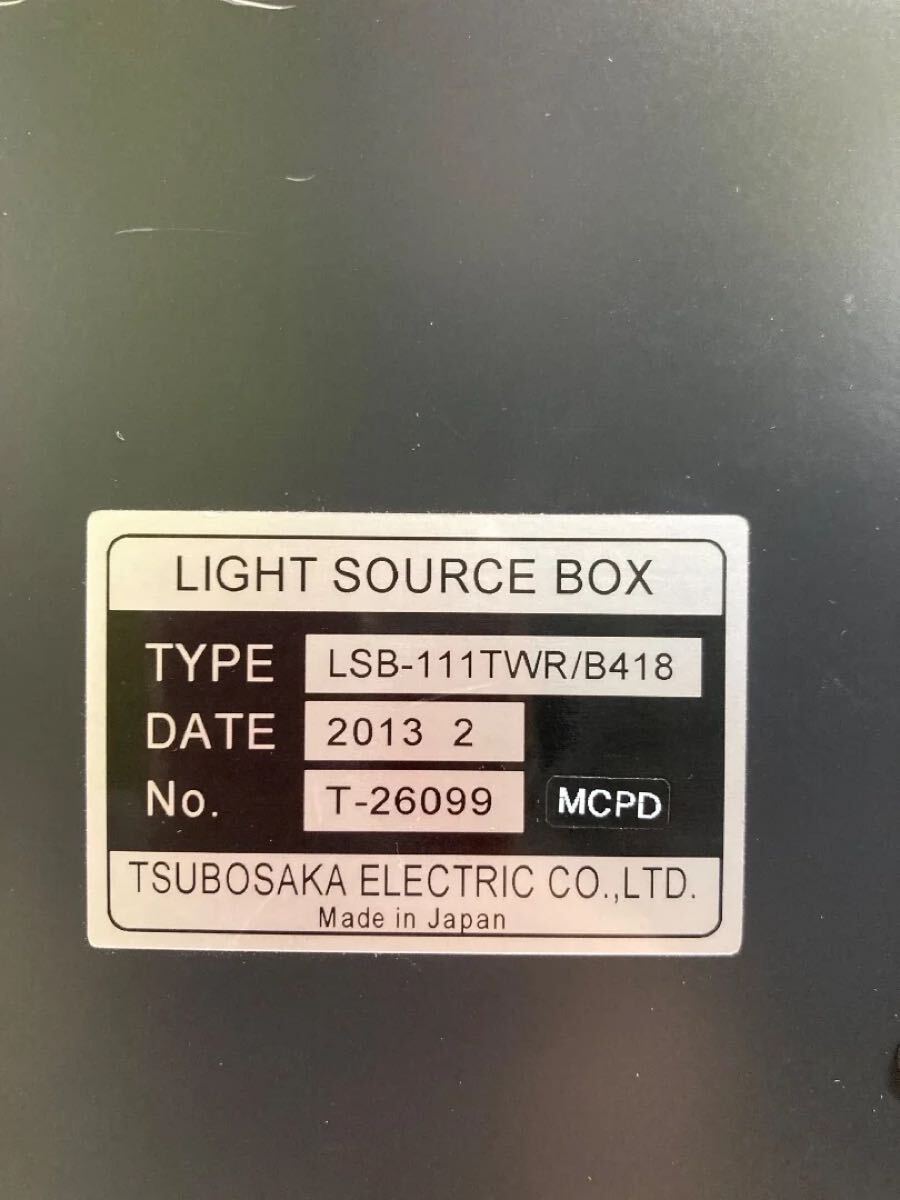 LIGHT SOURCE BOX
TYPE LSB-111TWR/B418
DATE 2013 2
No. T-26099 MCPD
TSUBOSAKA ELECTRIC CO.,LTD.
Made in Japan